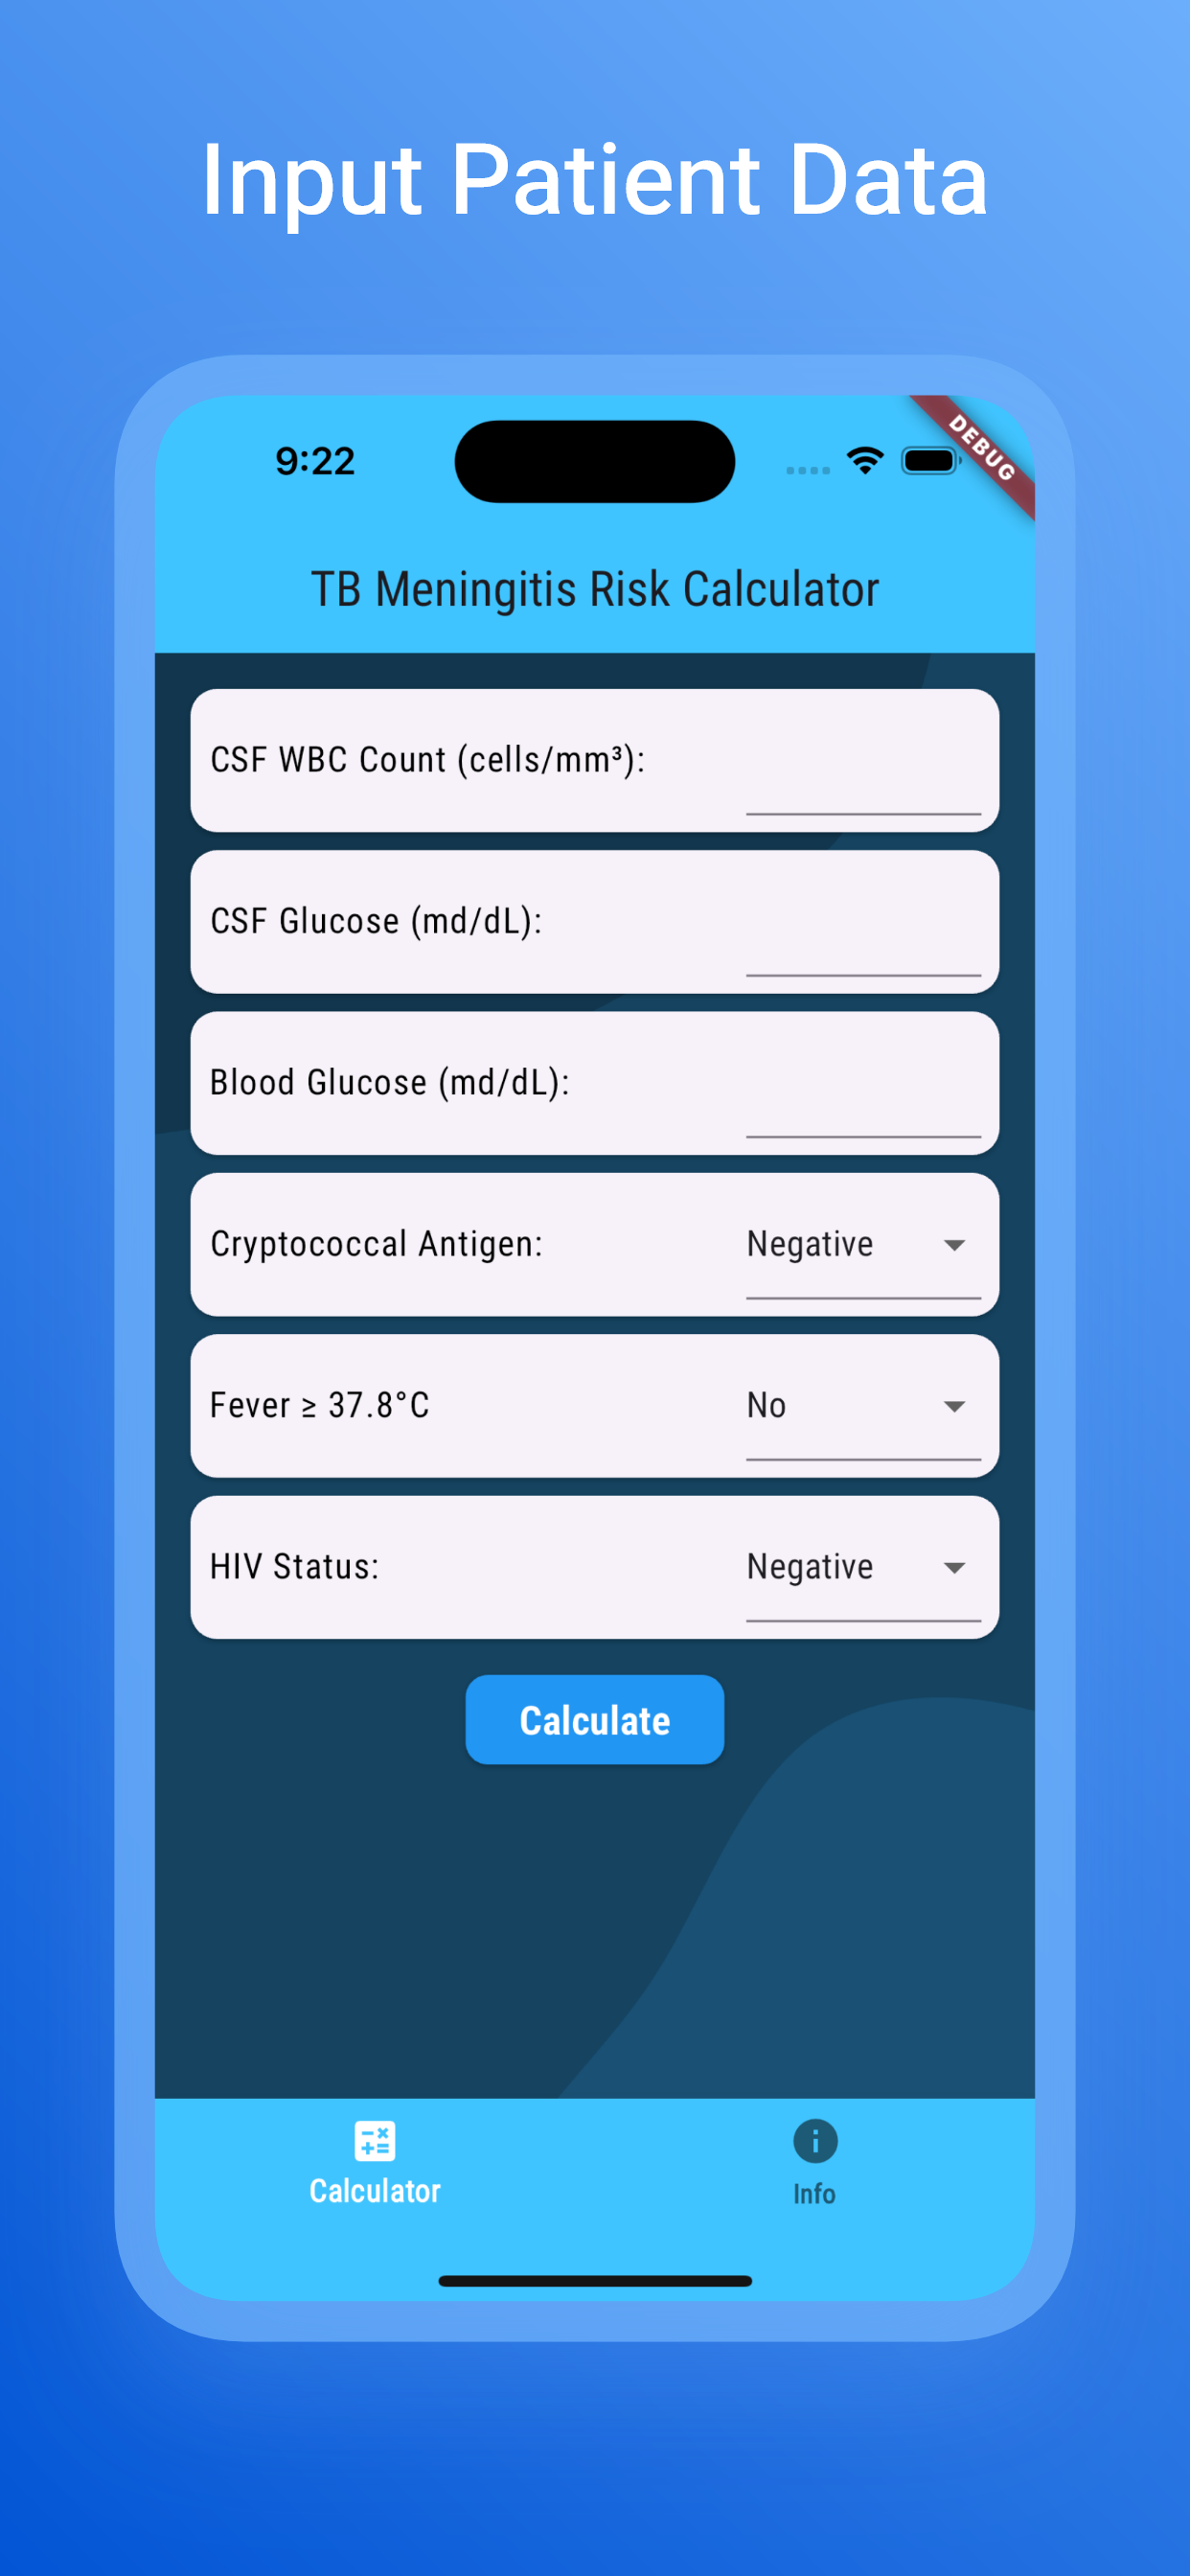 Input Patient Data
9:22
DEBUG
TB Meningitis Risk Calculator
CSF WBC Count (cells/mm³):
CSF Glucose (md/dL):
Blood Glucose (md/dL):
Cryptococcal Antigen: Negative
Fever ≥ 37.8°C No
HIV Status: Negative
Calculate
Calculator Info